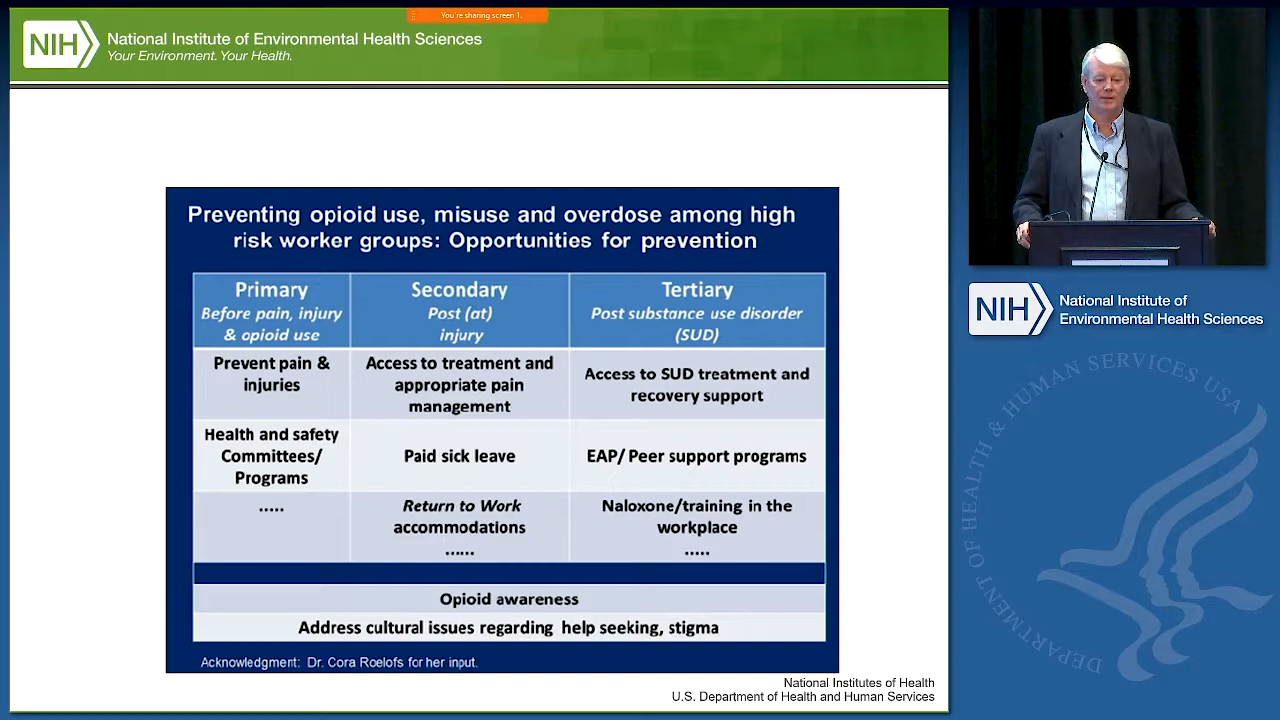 You're sharing screen 1.
NIH
National Institute of Environmental Health Sciences
Your Environment. Your Health.
Preventing opioid use, misuse and overdose among high
risk worker groups: Opportunities for prevention
Primary
Before pain, injury
& opioid use
Secondary
Post (at)
injury
Tertiary
Post substance use disorder
(SUD)
Prevent pain &
injuries
Access to treatment and
appropriate pain
management
Access to SUD treatment and
recovery support
Health and safety
Committees/
Programs
Paid sick leave
EAP/ Peer support programs
.....
Return to Work
accommodations
......
Naloxone/training in the
workplace
.....
Opioid awareness
Address cultural issues regarding help seeking, stigma
Acknowledgment: Dr. Cora Roelofs for her input.
National Institutes of Health
U.S. Department of Health and Human Services
NIH
National Institute of
Environmental Health Sciences
DEPARTMENT OF HEALTH & HUMAN SERVICES USA